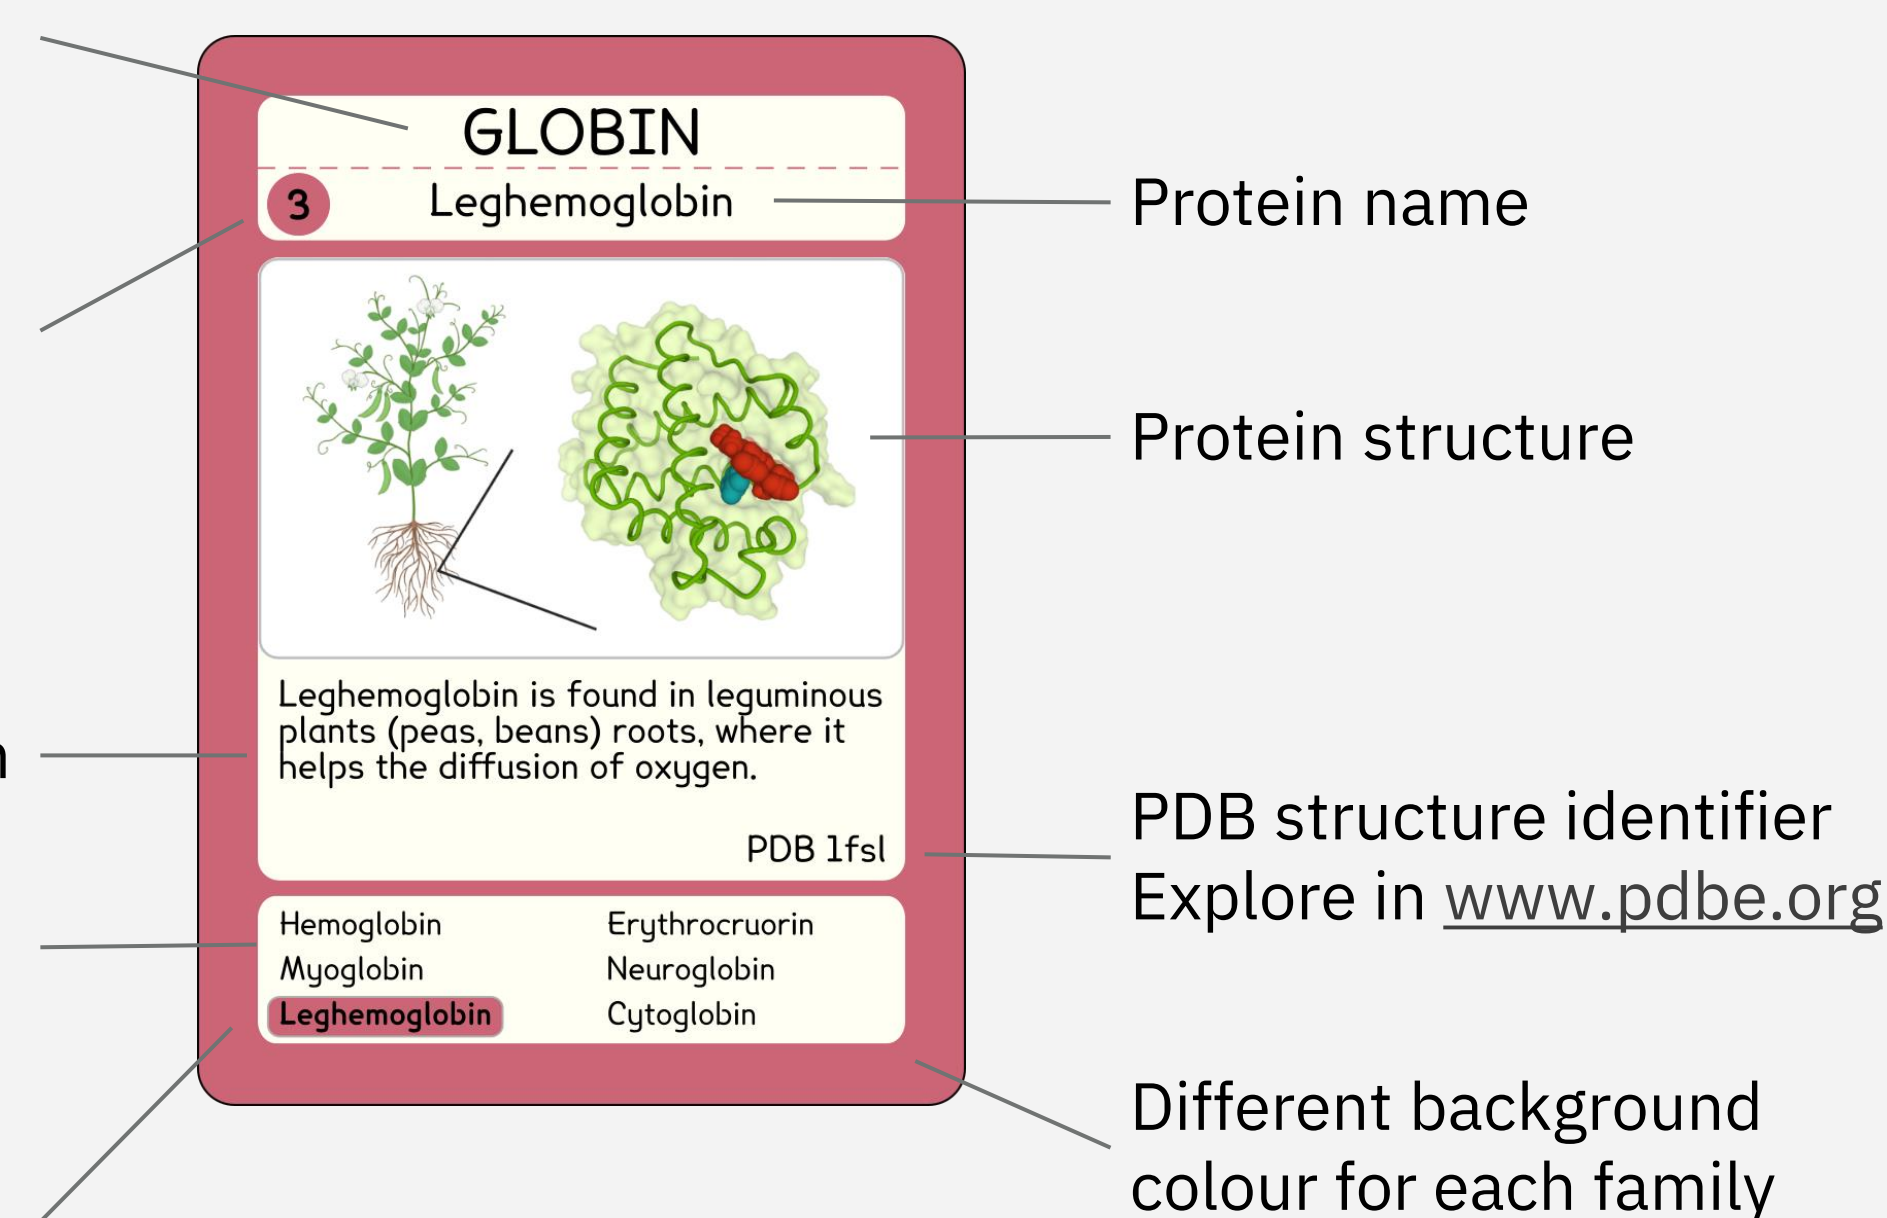 GLOBIN
3
Leghemoglobin
Protein name
Protein structure
Leghemoglobin is found in leguminous
plants (peas, beans) roots, where it
helps the diffusion of oxygen.
PDB 1fsl
PDB structure identifier
Explore in www.pdbe.org
Hemoglobin
Myoglobin
Leghemoglobin
Erythrocruorin
Neuroglobin
Cytoglobin
Different background
colour for each family